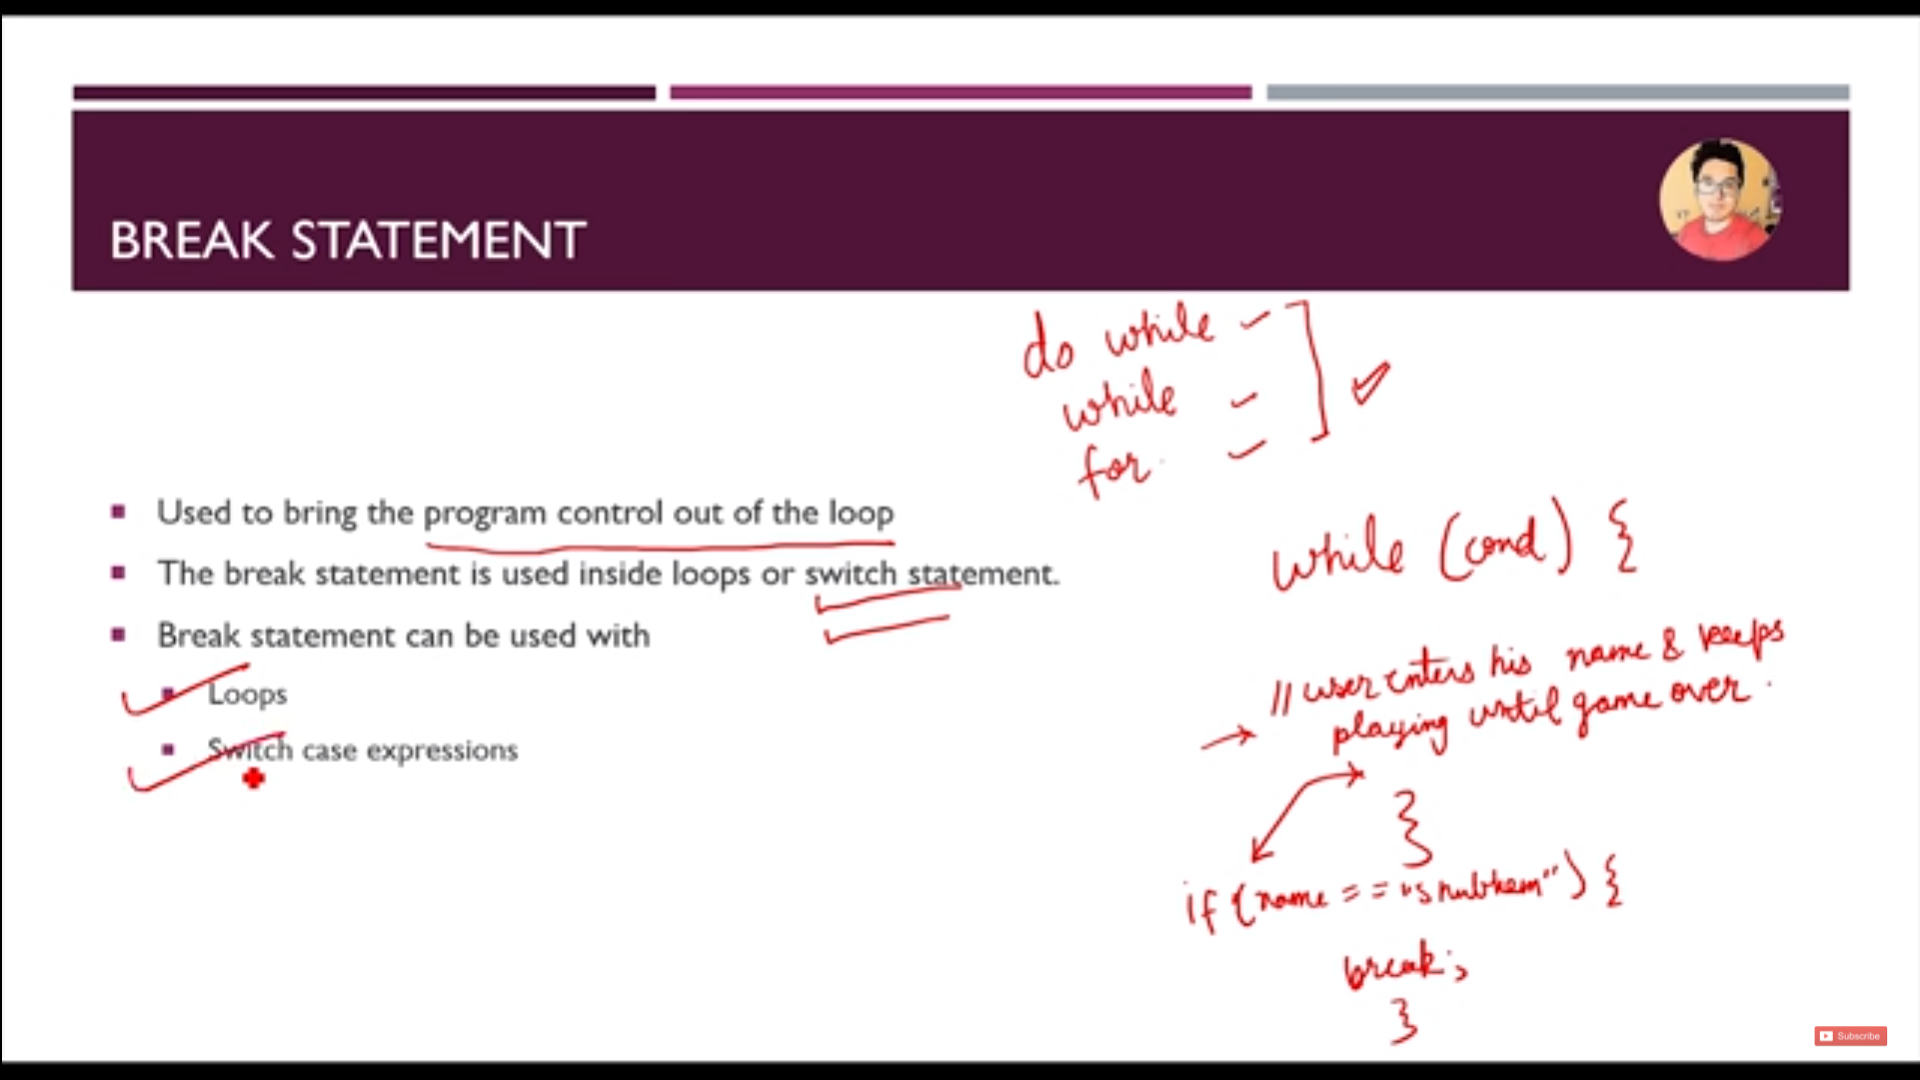 BREAK STATEMENT
do while
while
for
Used to bring the program control out of the loop
The break statement is used inside loops or switch statement.
Break statement can be used with
Loops
Switch case expressions
while (cond) {
// user enters his name & keeps
playing until game over.
}
if (name == "shubham") {
break;
}
Subscribe